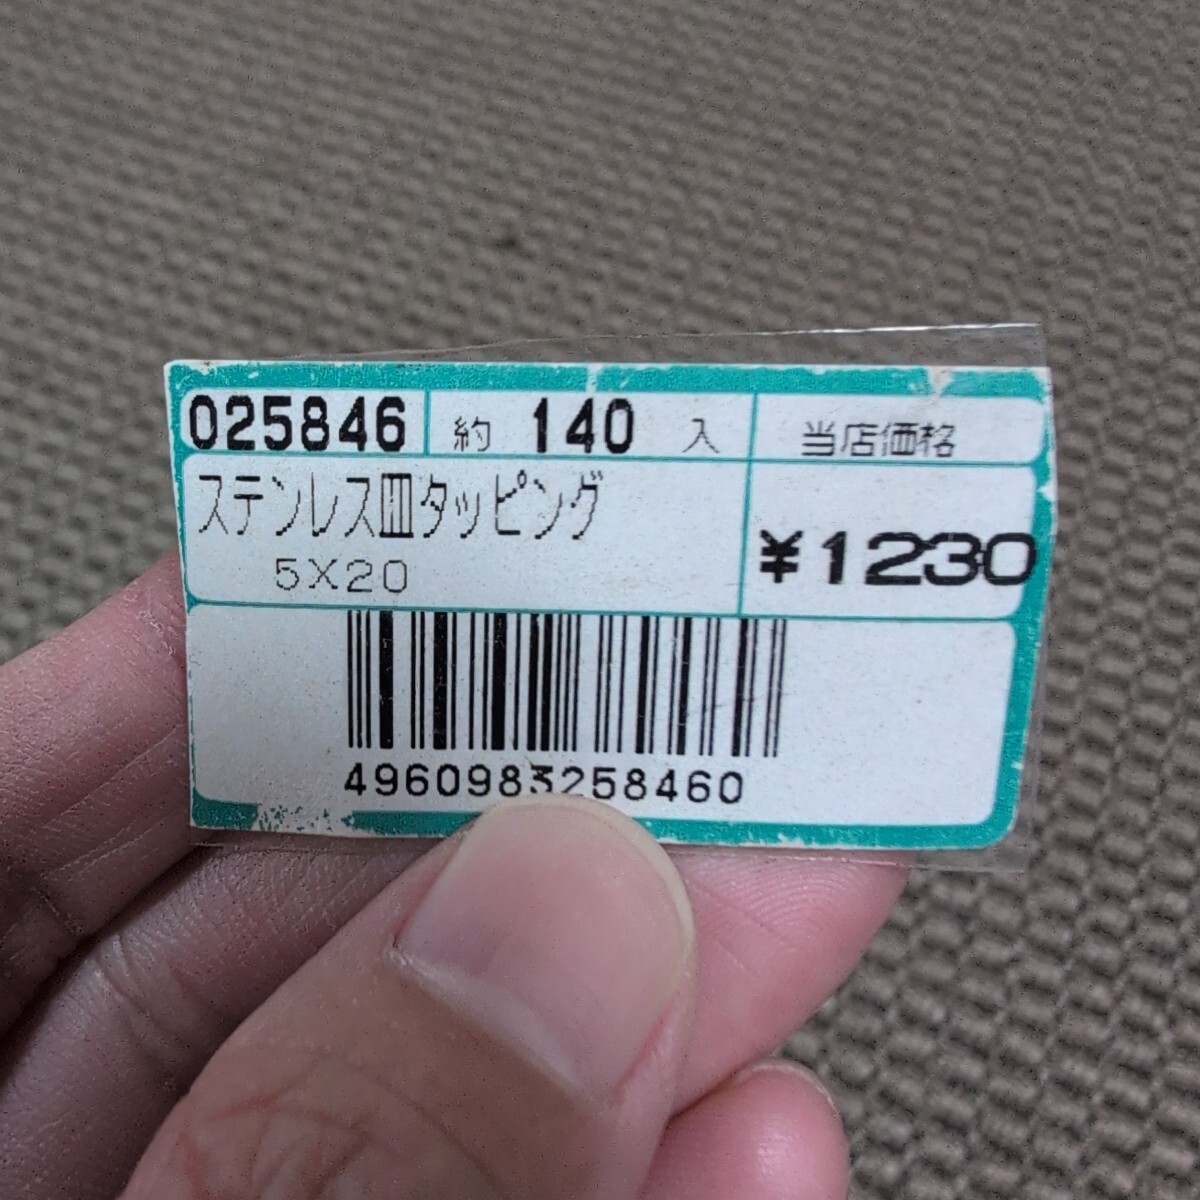 025846 約 140 入 当店価格
ステンレス皿タッピング
5X20
¥1230
4960983258460